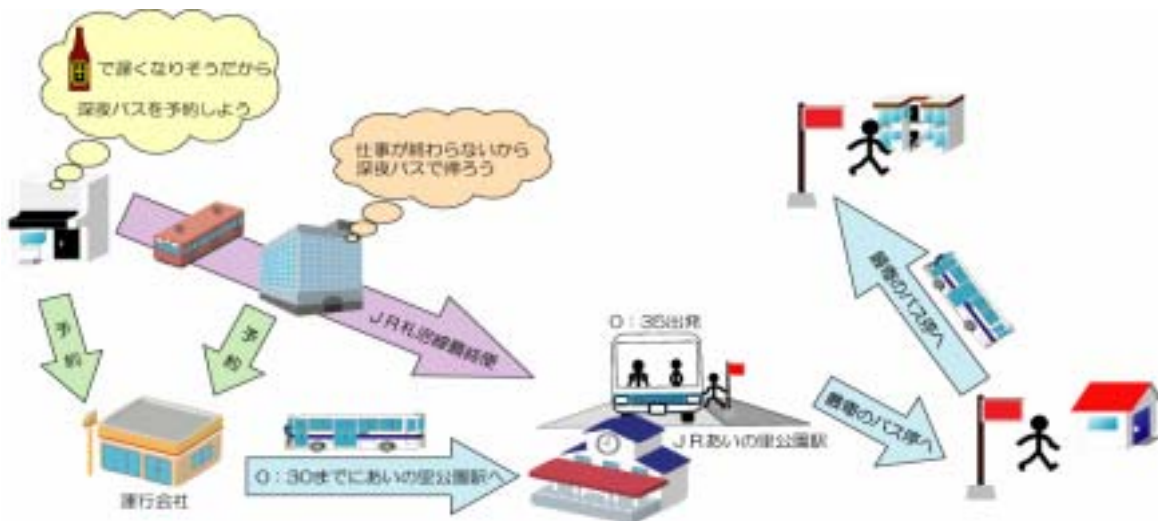 で遅くなりそうだから
深夜バスを予約しよう
仕事が終わらないから
深夜バスで帰ろう
予約
予約
JR札沼線最終便
運行会社
0：30までにあいの里公園駅へ
0：35出発
JRあいの里公園駅
最寄のバス停へ
最寄のバス停へ